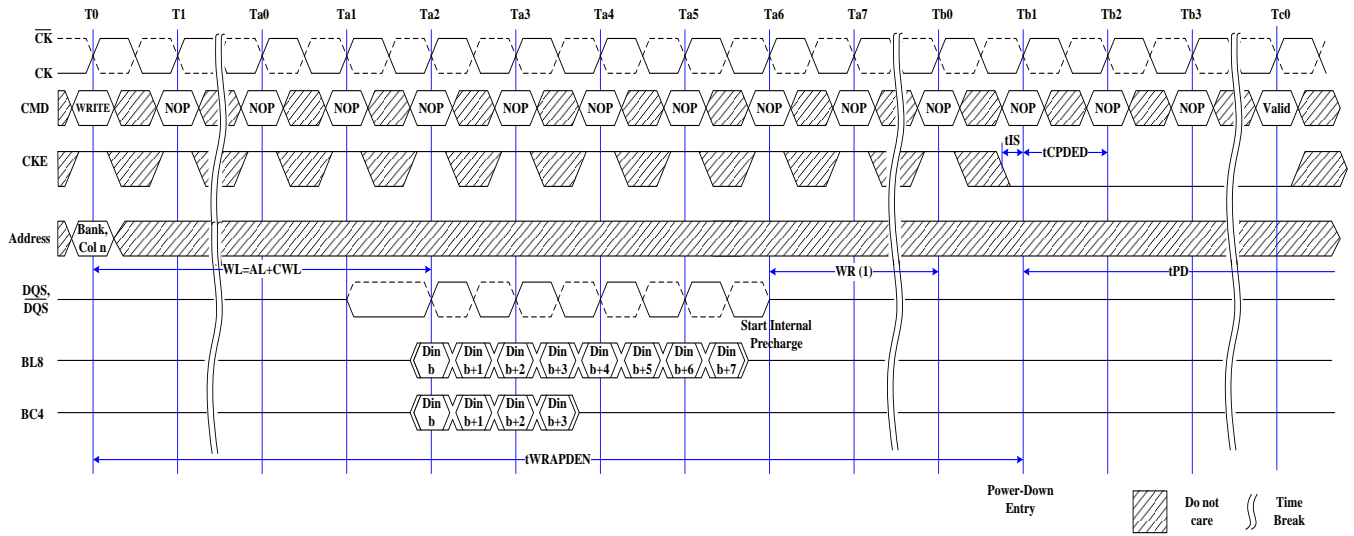 T0 T1 Ta0 Ta1 Ta2 Ta3 Ta4 Ta5 Ta6 Ta7 Tb0 Tb1 Tb2 Tb3 Tc0
CK
CK
CMD WRITE NOP NOP NOP NOP NOP NOP NOP NOP NOP NOP NOP NOP NOP Valid
tIS
CKE tCPDED
Address Bank, Col n
WL=AL+CWL WR (1) tPD
DQS,
DQS
Start Internal
Precharge
BL8 Din b Din b+1 Din b+2 Din b+3 Din b+4 Din b+5 Din b+6 Din b+7
BC4 Din b Din b+1 Din b+2 Din b+3
tWRAPDEN
Power-Down
Entry
Do not
care
Time
Break